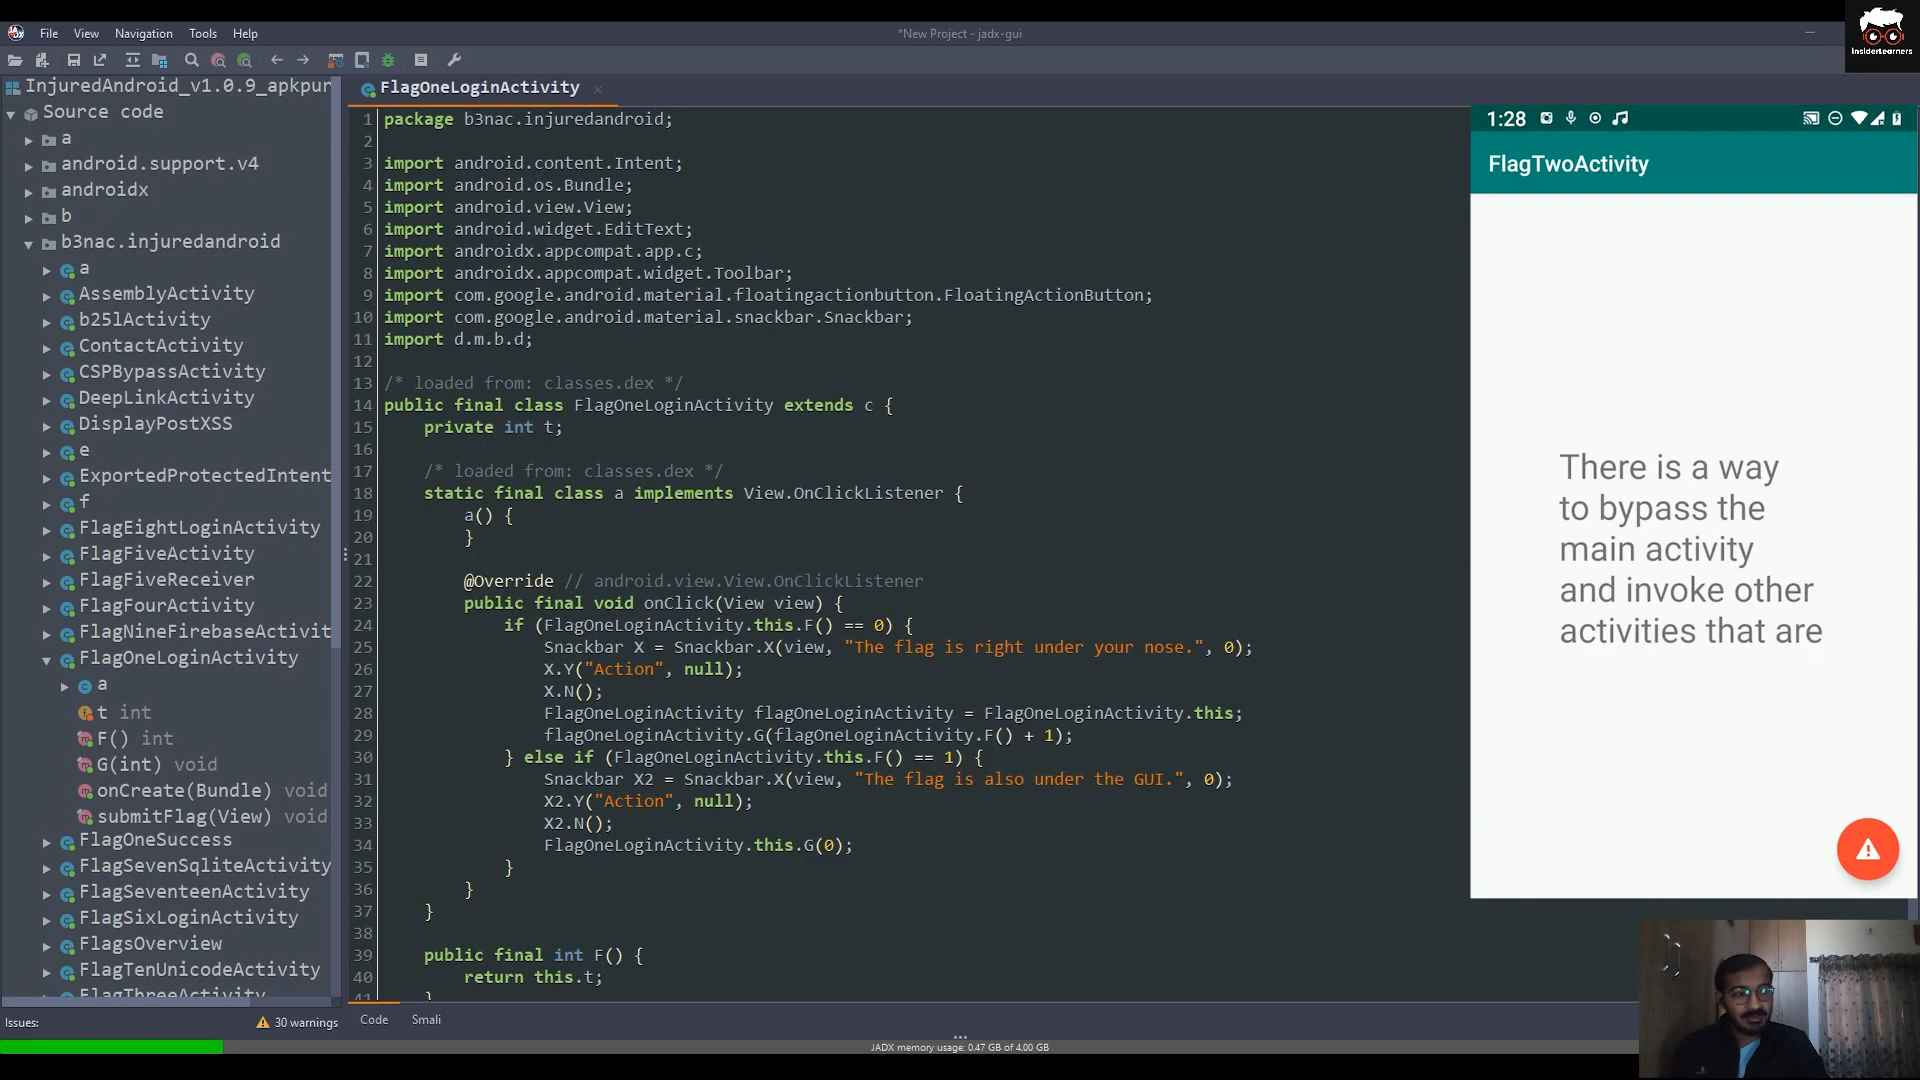 File View Navigation Tools Help
*New Project - jadx-gui
InsiderLearners
InjuredAndroid_v1.0.9_apkpur
Source code
a
android.support.v4
androidx
b
b3nac.injuredandroid
a
AssemblyActivity
b25lActivity
ContactActivity
CSPBypassActivity
DeepLinkActivity
DisplayPostXSS
e
ExportedProtectedIntent
f
FlagEightLoginActivity
FlagFiveActivity
FlagFiveReceiver
FlagFourActivity
FlagNineFirebaseActivit
FlagOneLoginActivity
a
t int
F() int
G(int) void
onCreate(Bundle) void
submitFlag(View) void
FlagOneSuccess
FlagSevenSqliteActivity
FlagSeventeenActivity
FlagSixLoginActivity
FlagsOverview
FlagTenUnicodeActivity
FlagThreeActivity
Issues:
30 warnings
FlagOneLoginActivity
1 package b3nac.injuredandroid;
2
3 import android.content.Intent;
4 import android.os.Bundle;
5 import android.view.View;
6 import android.widget.EditText;
7 import androidx.appcompat.app.c;
8 import androidx.appcompat.widget.Toolbar;
9 import com.google.android.material.floatingactionbutton.FloatingActionButton;
10 import com.google.android.material.snackbar.Snackbar;
11 import d.m.b.d;
12
13 /* loaded from: classes.dex */
14 public final class FlagOneLoginActivity extends c {
15 private int t;
16
17 /* loaded from: classes.dex */
18 static final class a implements View.OnClickListener {
19 a() {
20 }
21
22 @Override // android.view.View.OnClickListener
23 public final void onClick(View view) {
24 if (FlagOneLoginActivity.this.F() == 0) {
25 Snackbar X = Snackbar.X(view, "The flag is right under your nose.", 0);
26 X.Y("Action", null);
27 X.N();
28 FlagOneLoginActivity flagOneLoginActivity = FlagOneLoginActivity.this;
29 flagOneLoginActivity.G(flagOneLoginActivity.F() + 1);
30 } else if (FlagOneLoginActivity.this.F() == 1) {
31 Snackbar X2 = Snackbar.X(view, "The flag is also under the GUI.", 0);
32 X2.Y("Action", null);
33 X2.N();
34 FlagOneLoginActivity.this.G(0);
35 }
36 }
37 }
38
39 public final int F() {
40 return this.t;
41 }
Code Smali
JADX memory usage: 0.47 GB of 4.00 GB
1:28
FlagTwoActivity
There is a way
to bypass the
main activity
and invoke other
activities that are